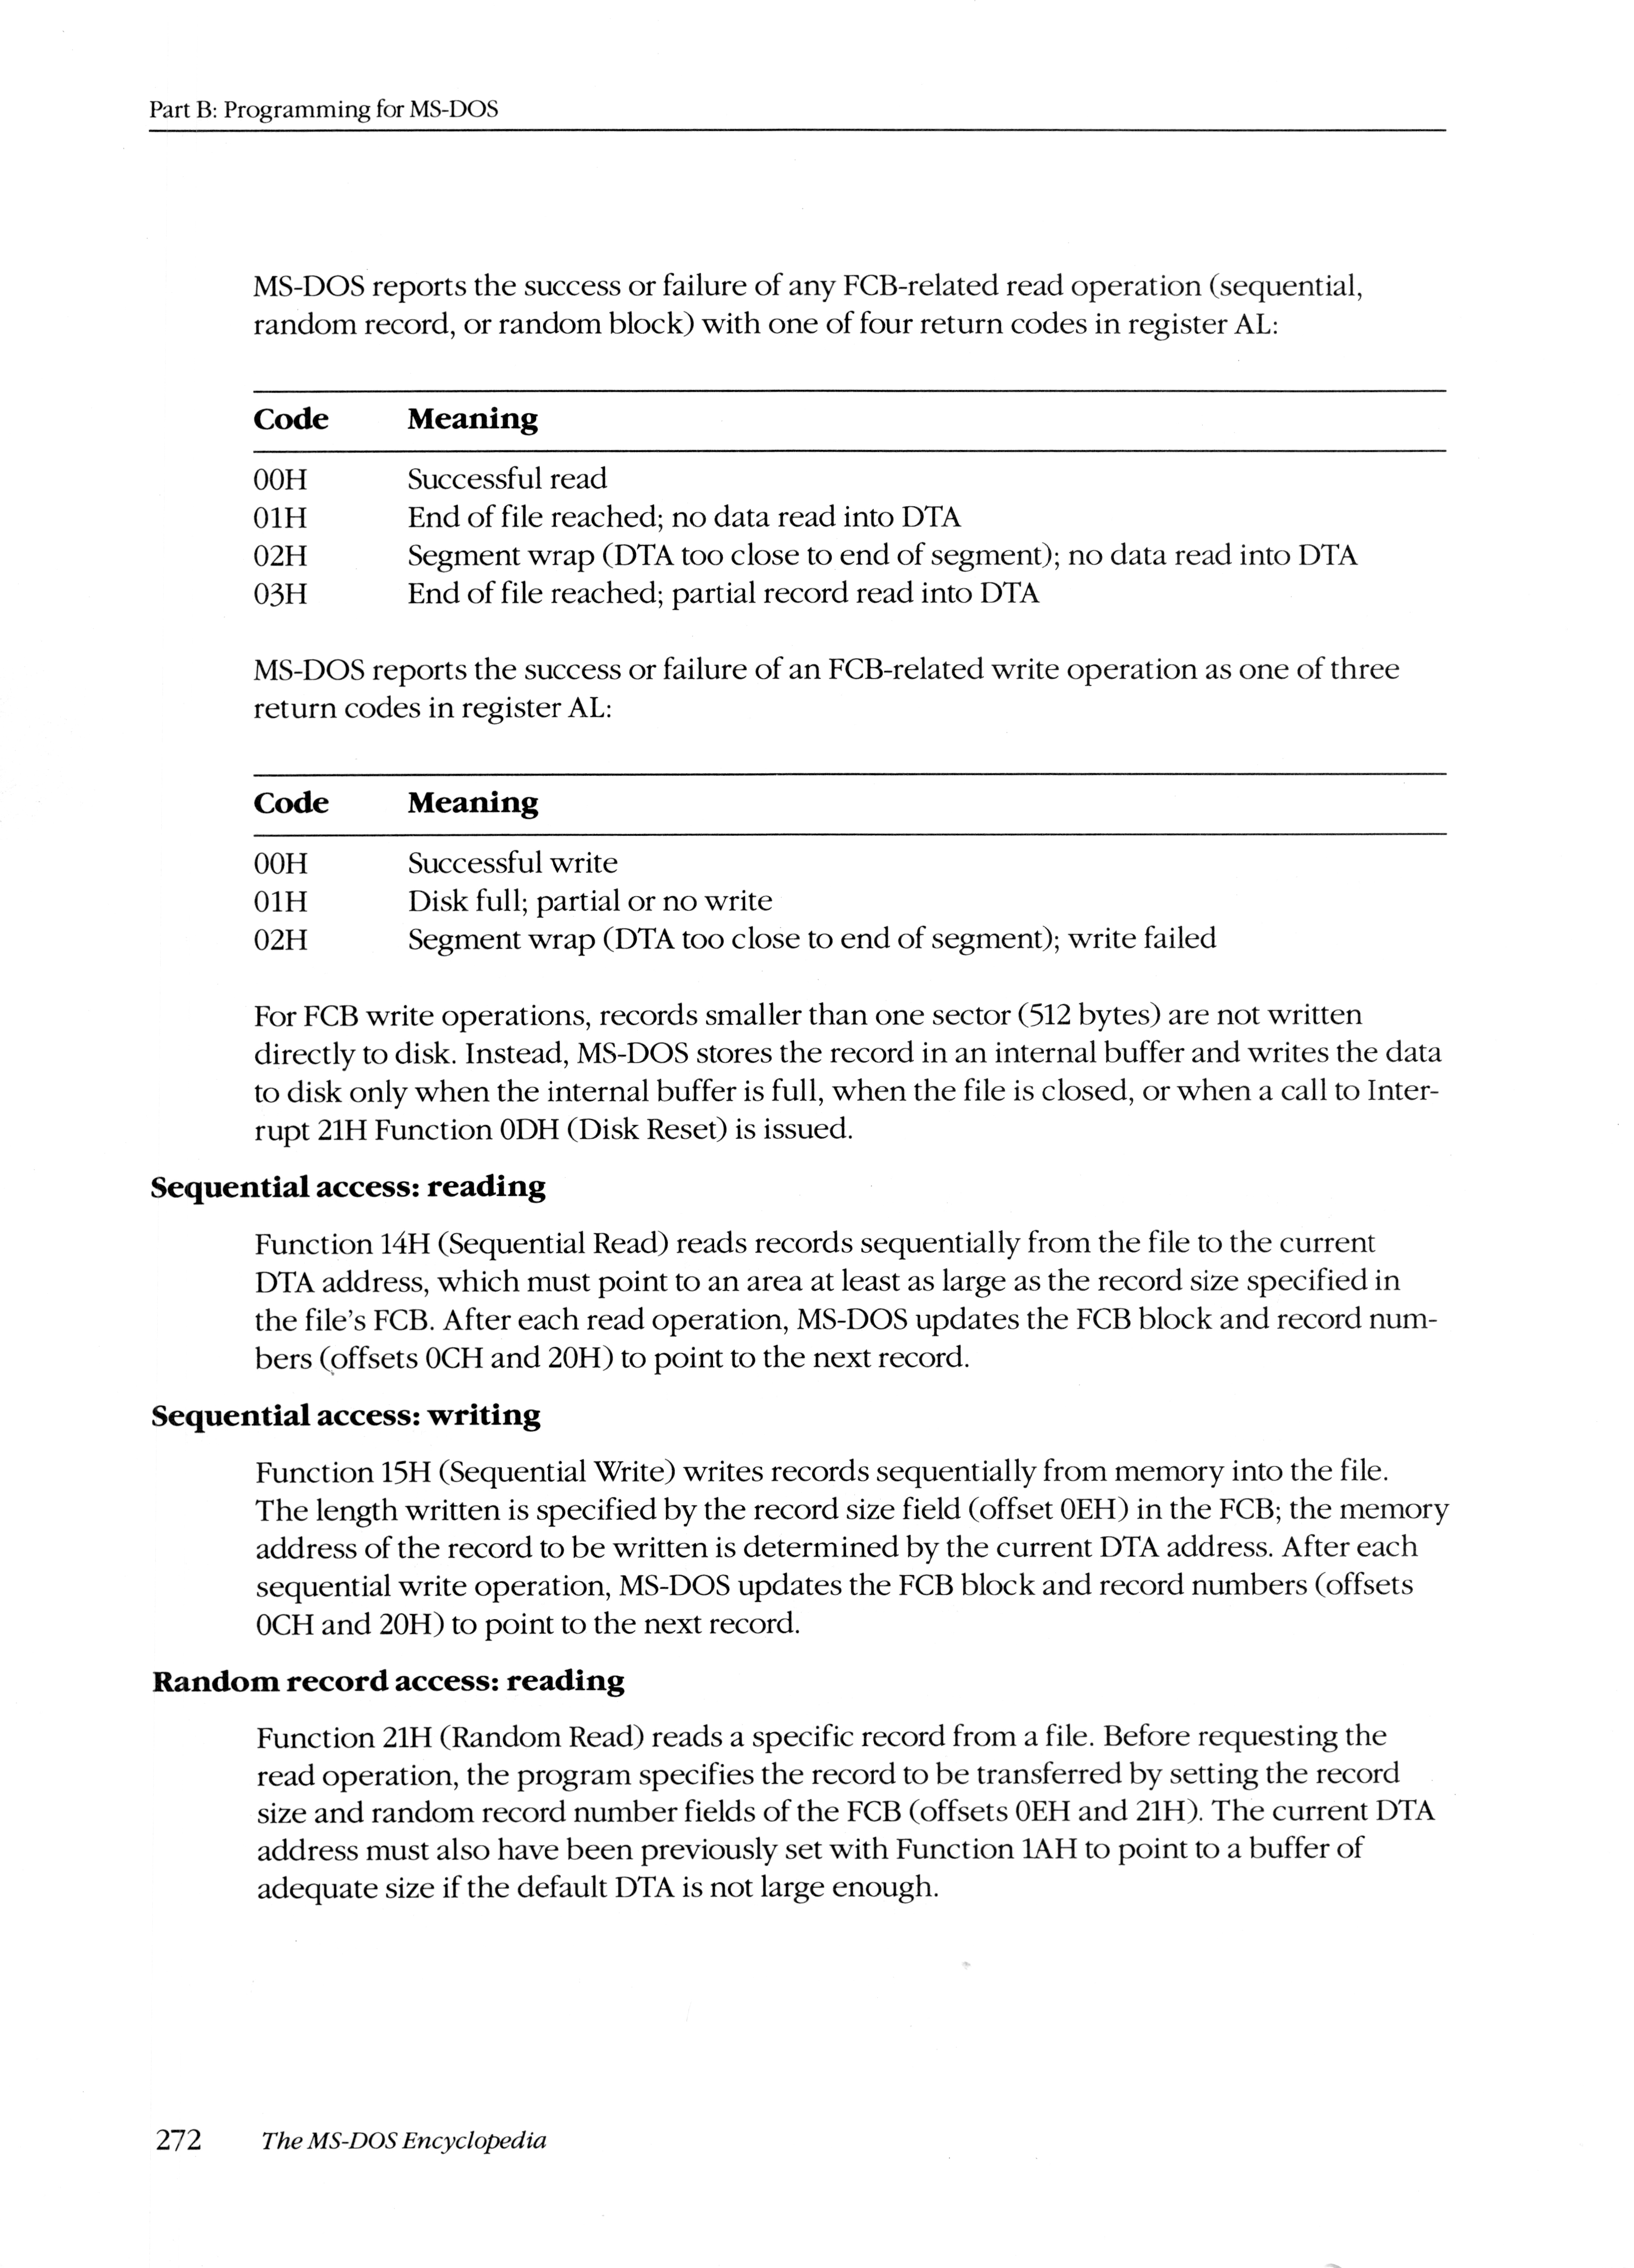 Part B: Programming for MS-DOS
MS-DOS reports the success or failure of any FCB-related read operation (sequential,
random record, or random block) with one of four return codes in register AL:
Code Meaning
00H Successful read
01H End of file reached; no data read into DTA
02H Segment wrap (DTA too close to end of segment); no data read into DTA
03H End of file reached; partial record read into DTA
MS-DOS reports the success or failure of an FCB-related write operation as one of three
return codes in register AL:
Code Meaning
00H Successful write
01H Disk full; partial or no write
02H Segment wrap (DTA too close to end of segment); write failed
For FCB write operations, records smaller than one sector (512 bytes) are not written
directly to disk. Instead, MS-DOS stores the record in an internal buffer and writes the data
to disk only when the internal buffer is full, when the file is closed, or when a call to Inter-
rupt 21H Function 0DH (Disk Reset) is issued.
Sequential access: reading
Function 14H (Sequential Read) reads records sequentially from the file to the current
DTA address, which must point to an area at least as large as the record size specified in
the file's FCB. After each read operation, MS-DOS updates the FCB block and record num-
bers (offsets 0CH and 20H) to point to the next record.
Sequential access: writing
Function 15H (Sequential Write) writes records sequentially from memory into the file.
The length written is specified by the record size field (offset 0EH) in the FCB; the memory
address of the record to be written is determined by the current DTA address. After each
sequential write operation, MS-DOS updates the FCB block and record numbers (offsets
0CH and 20H) to point to the next record.
Random record access: reading
Function 21H (Random Read) reads a specific record from a file. Before requesting the
read operation, the program specifies the record to be transferred by setting the record
size and random record number fields of the FCB (offsets 0EH and 21H). The current DTA
address must also have been previously set with Function 1AH to point to a buffer of
adequate size if the default DTA is not large enough.
272 The MS-DOS Encyclopedia